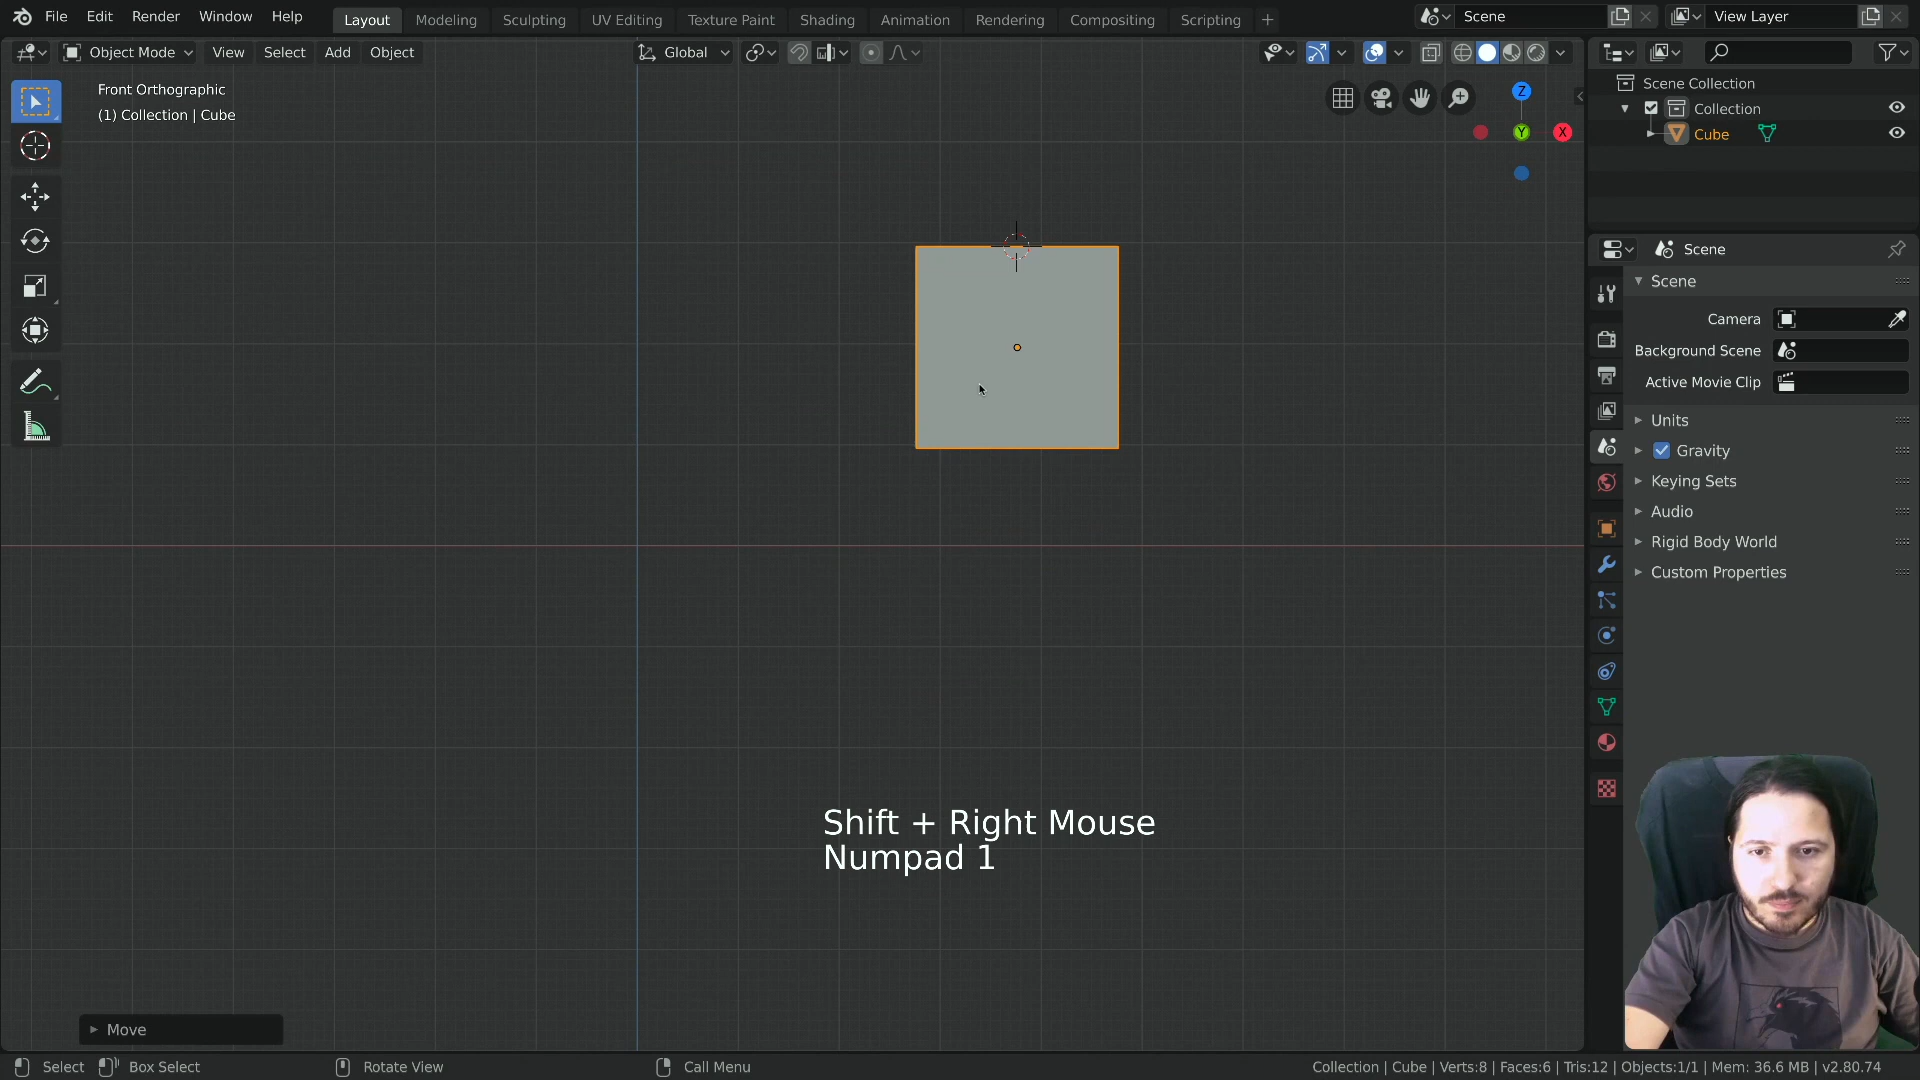 File Edit Render Window Help
Layout Modeling Sculpting UV Editing Texture Paint Shading Animation Rendering Compositing Scripting +
Scene
View Layer
Object Mode View Select Add Object
Global
Front Orthographic
(1) Collection | Cube
Z
Y
X
Scene Collection
Collection
Cube
Scene
Scene
Camera
Background Scene
Active Movie Clip
Units
Gravity
Keying Sets
Audio
Rigid Body World
Custom Properties
Shift + Right Mouse
Numpad 1
Move
Select Box Select Rotate View Call Menu
Collection | Cube | Verts:8 | Faces:6 | Tris:12 | Objects:1/1 | Mem: 36.6 MB | v2.80.74